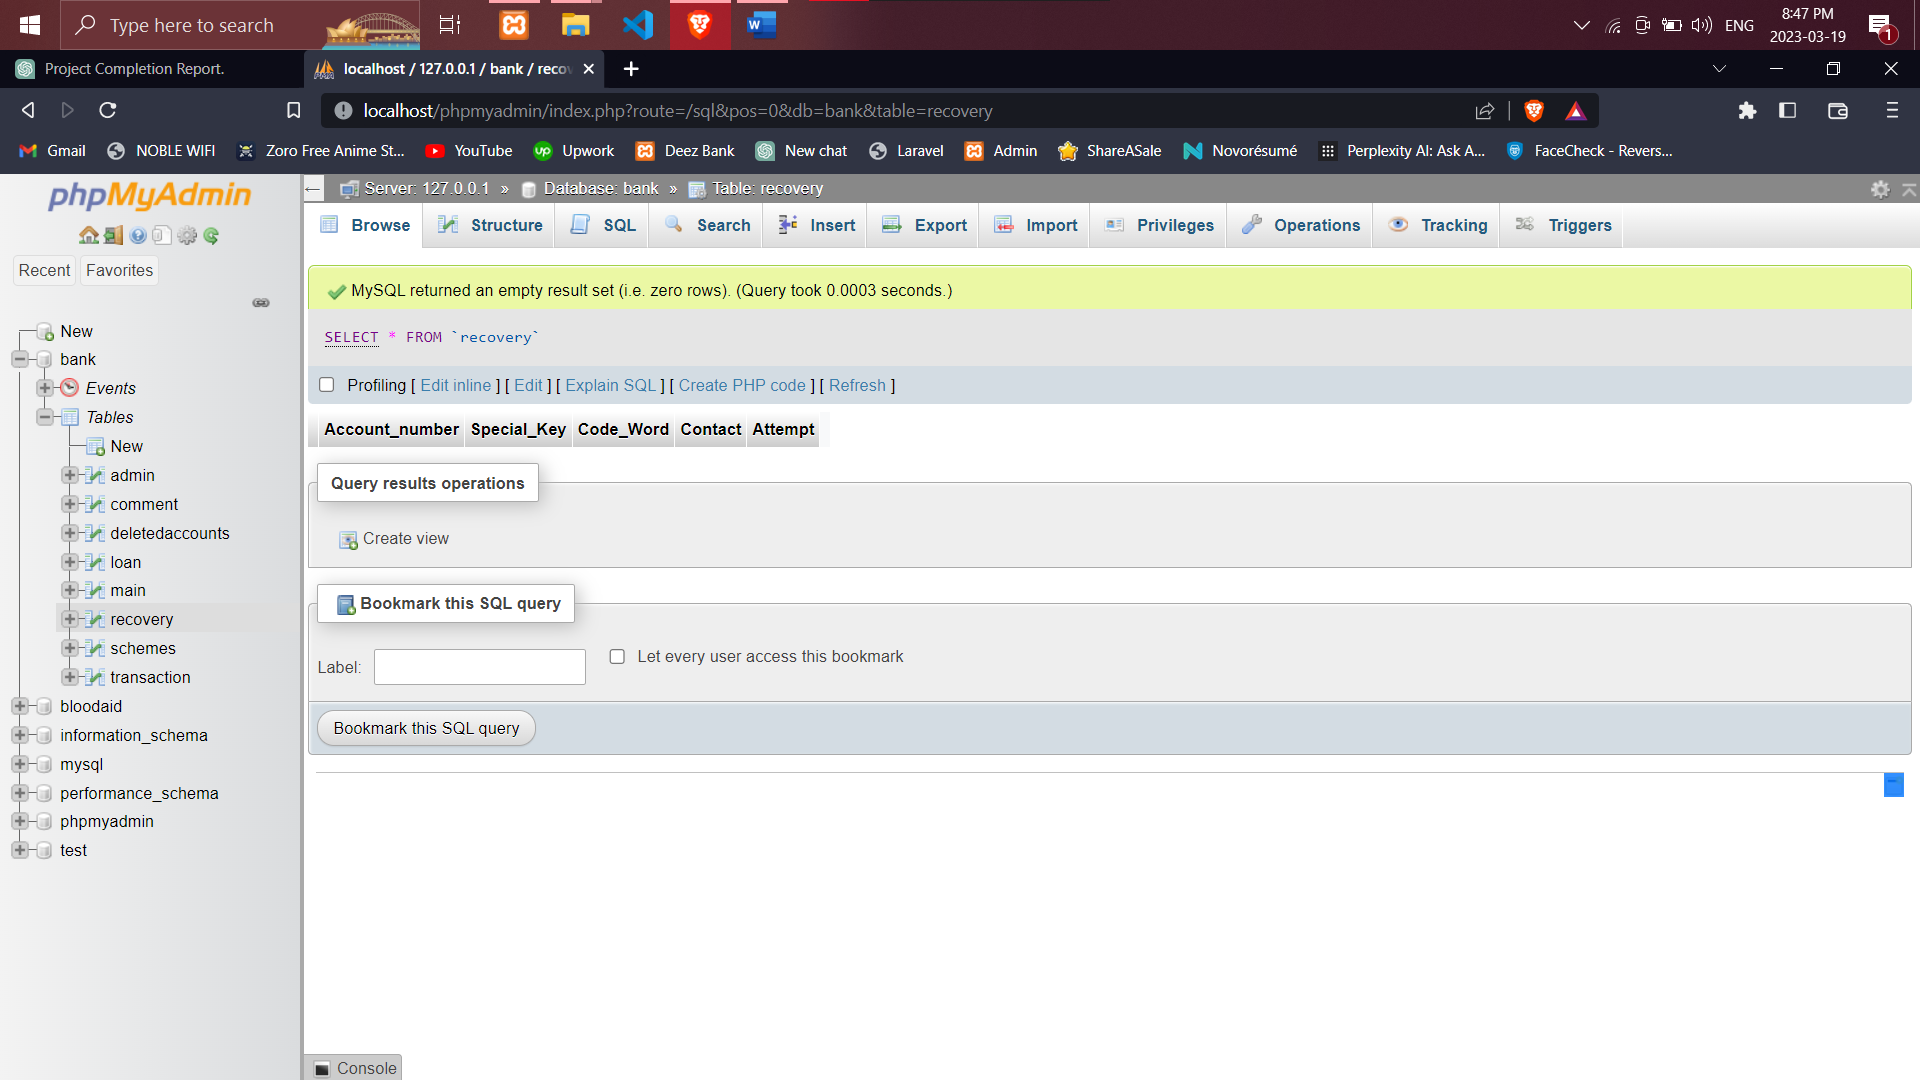 Type here to search
W
ENG
8:47 PM
2023-03-19
1
Project Completion Report.
localhost / 127.0.0.1 / bank / reco
localhost/phpmyadmin/index.php?route=/sql&pos=0&db=bank&table=recovery
Gmail
NOBLE WIFI
Zoro Free Anime St...
YouTube
up Upwork
Deez Bank
New chat
Laravel
Admin
ShareASale
Novorésumé
Perplexity AI: Ask A...
FaceCheck - Revers...
phpMyAdmin
Recent
Favorites
New
bank
Events
Tables
New
admin
comment
deletedaccounts
loan
main
recovery
schemes
transaction
bloodaid
information_schema
mysql
performance_schema
phpmyadmin
test
Server: 127.0.0.1 » Database: bank » Table: recovery
Browse
Structure
SQL
Search
Insert
Export
Import
Privileges
Operations
Tracking
Triggers
MySQL returned an empty result set (i.e. zero rows). (Query took 0.0003 seconds.)
SELECT * FROM `recovery`
Profiling [ Edit inline ] [ Edit ] [ Explain SQL ] [ Create PHP code ] [ Refresh ]
Account_number Special_Key Code_Word Contact Attempt
Query results operations
Create view
Bookmark this SQL query
Label:
Let every user access this bookmark
Bookmark this SQL query
Console